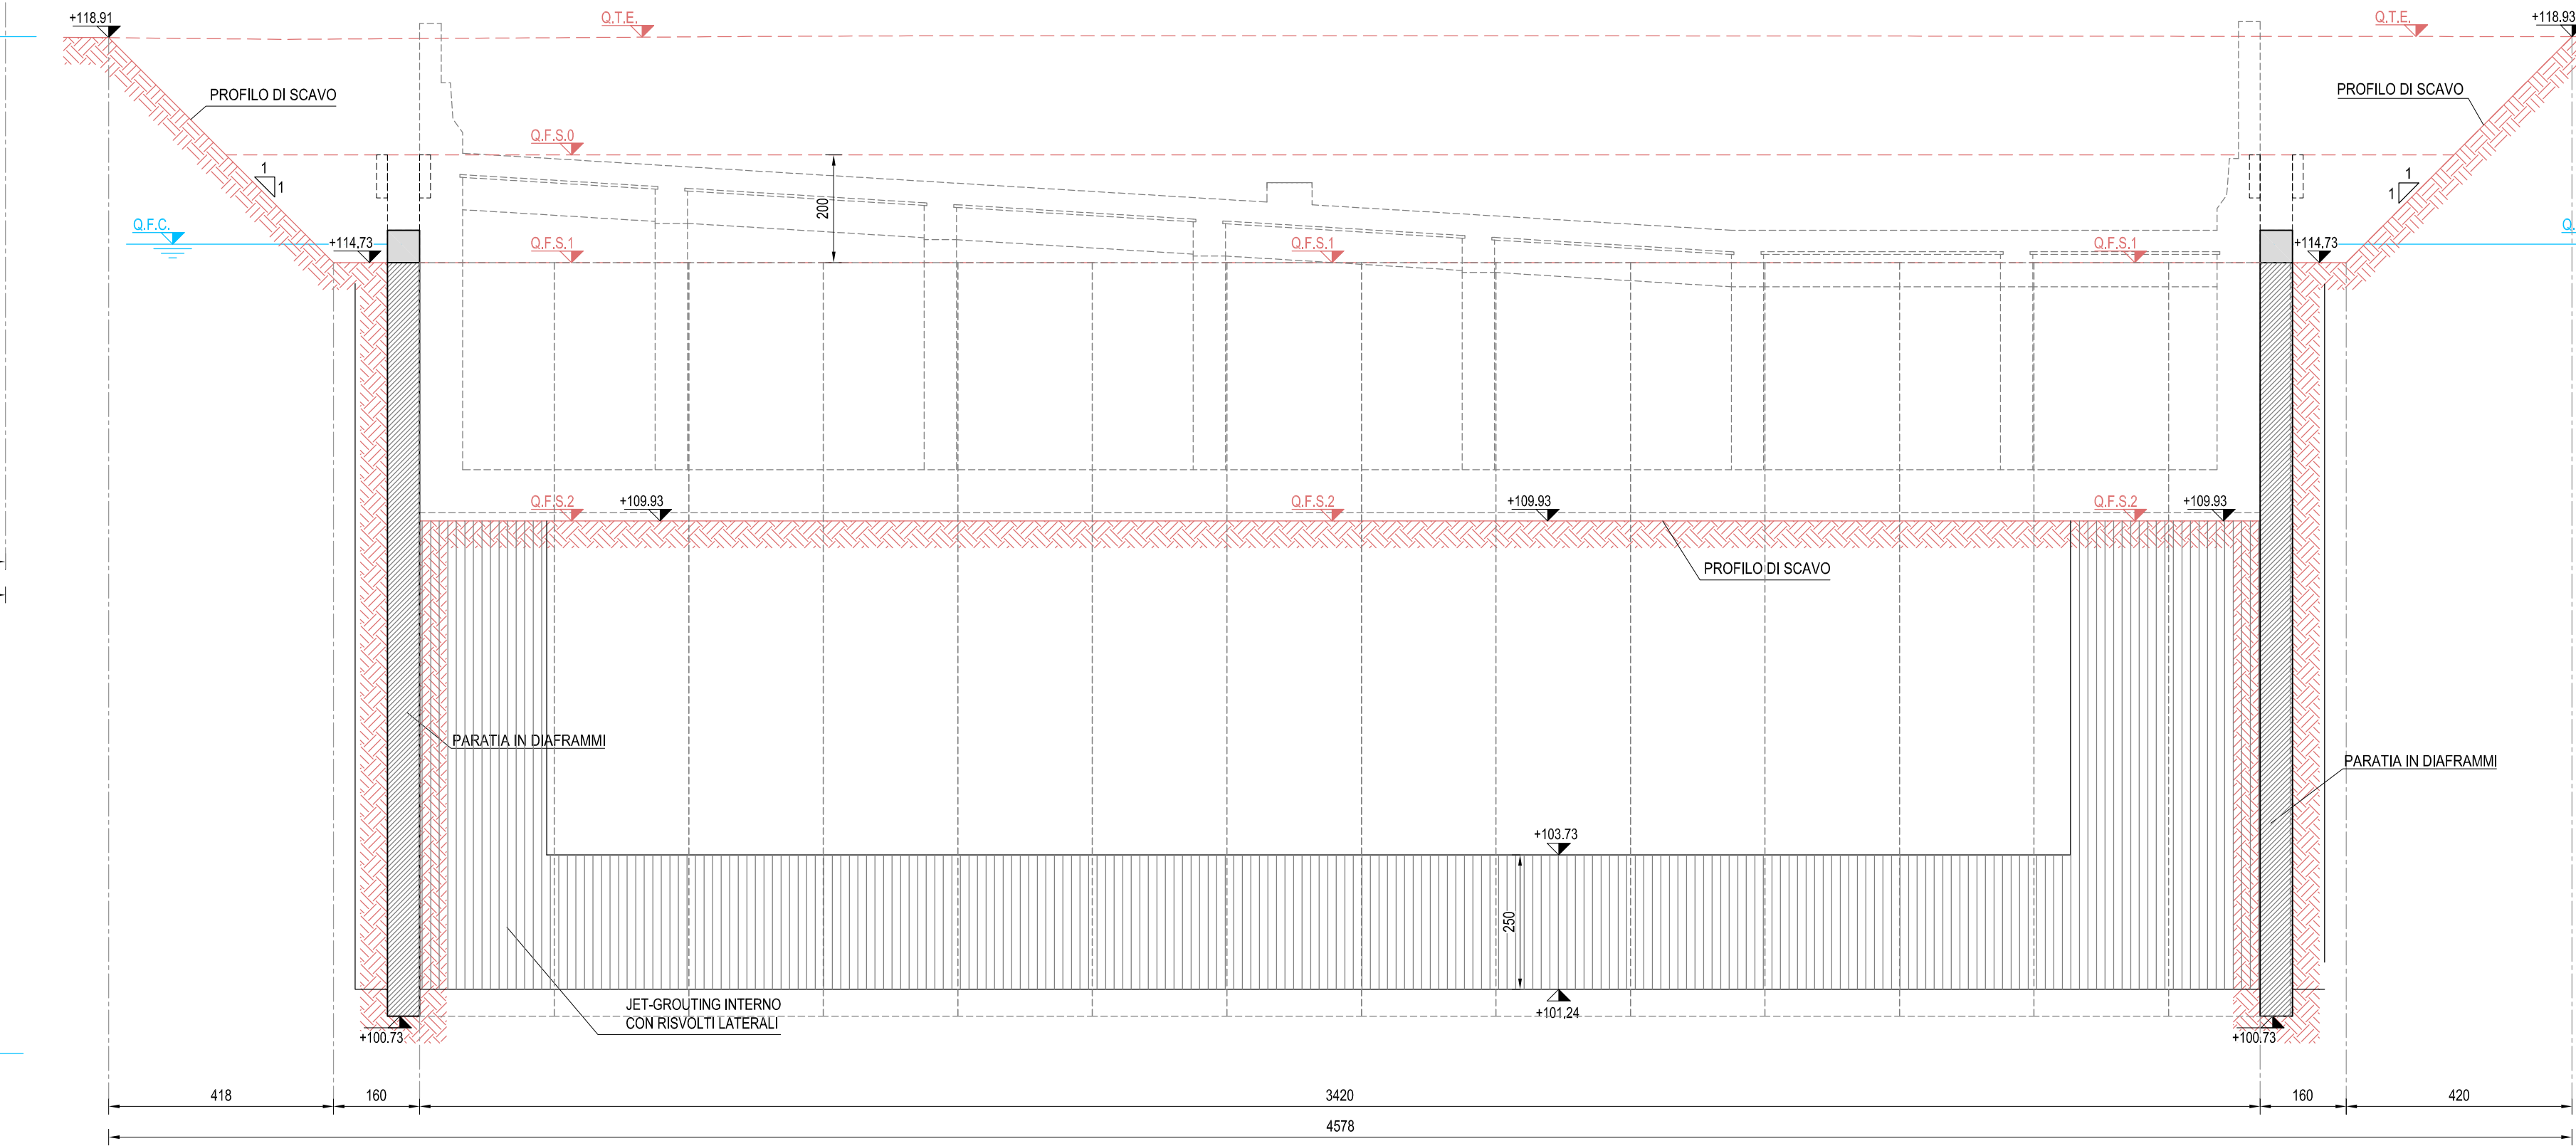 +118.91
Q.T.E.
Q.T.E.
+118.93
PROFILO DI SCAVO
PROFILO DI SCAVO
Q.F.S.0
1
1
1
1
200
Q.F.C.
+114.73
Q.F.S.1
Q.F.S.1
Q.F.S.1
+114.73
Q.
Q.F.S.2
+109.93
Q.F.S.2
+109.93
Q.F.S.2
+109.93
PROFILO DI SCAVO
PARATIA IN DIAFRAMMI
PARATIA IN DIAFRAMMI
+103.73
250
JET-GROUTING INTERNO
CON RISVOLTI LATERALI
+101.24
+100.73
+100.73
418
160
3420
160
420
4578